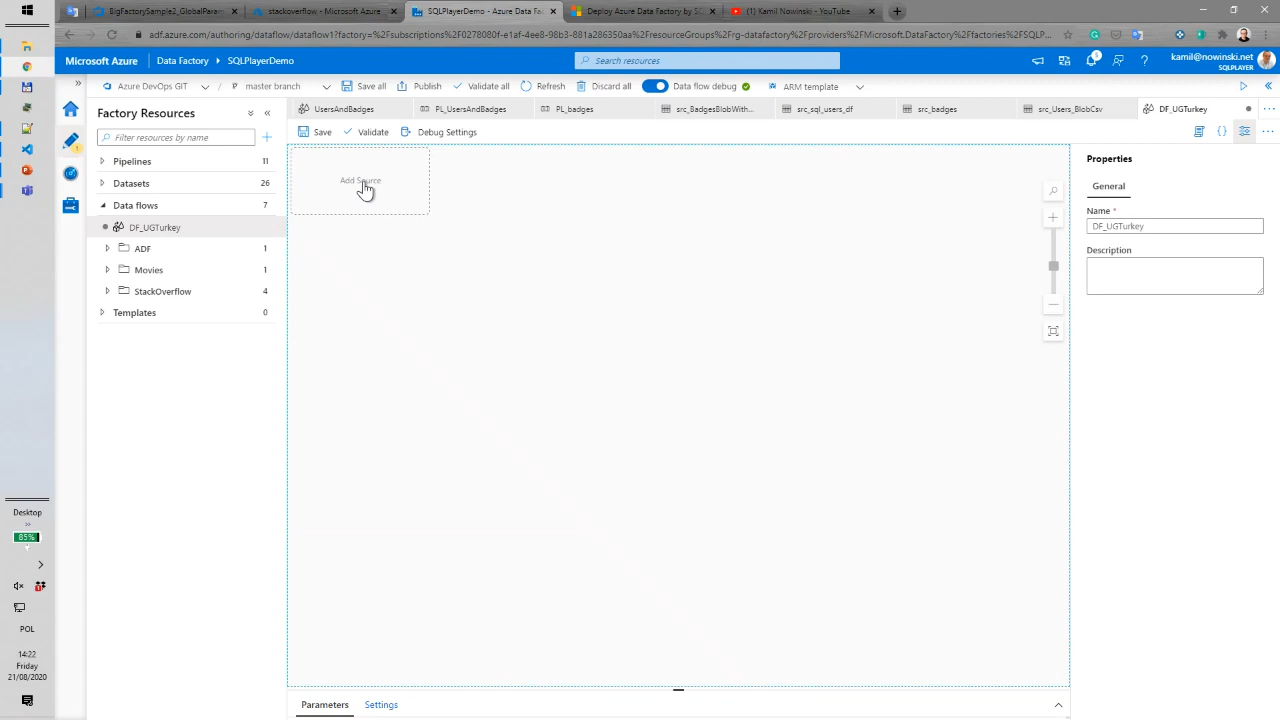 BigFactorySample2_GlobalParam
stackoverflow - Microsoft Azure
SQLPlayerDemo - Azure Data Fac
Deploy Azure Data Factory by SQ
(1) Kamil Nowinski - YouTube
adf.azure.com/authoring/dataflow/dataflow1?factory=%2Fsubscriptions%2F0278080f-e1af-4ee8-98b3-881a286350aa%2FresourceGroups%2Frg-datafactory%2Fproviders%2FMicrosoft.DataFactory%2Ffactories%2FSQLP...
Microsoft Azure
Data Factory
SQLPlayerDemo
Search resources
kamil@nowinski.net
SQLPLAYER
Azure DevOps GIT
master branch
Save all
Publish
Validate all
Refresh
Discard all
Data flow debug
ARM template
Factory Resources
UsersAndBadges
PL_UsersAndBadges
PL_badges
src_BadgesBlobWith...
src_sql_users_df
src_badges
src_Users_BlobCsv
DF_UGTurkey
Filter resources by name
Save
Validate
Debug Settings
Pipelines 11
Datasets 26
Data flows 7
DF_UGTurkey
ADF 1
Movies 1
StackOverflow 4
Templates 0
Add Source
Properties
General
Name *
DF_UGTurkey
Description
Parameters
Settings
Desktop
85%
POL
14:22
Friday
21/08/2020